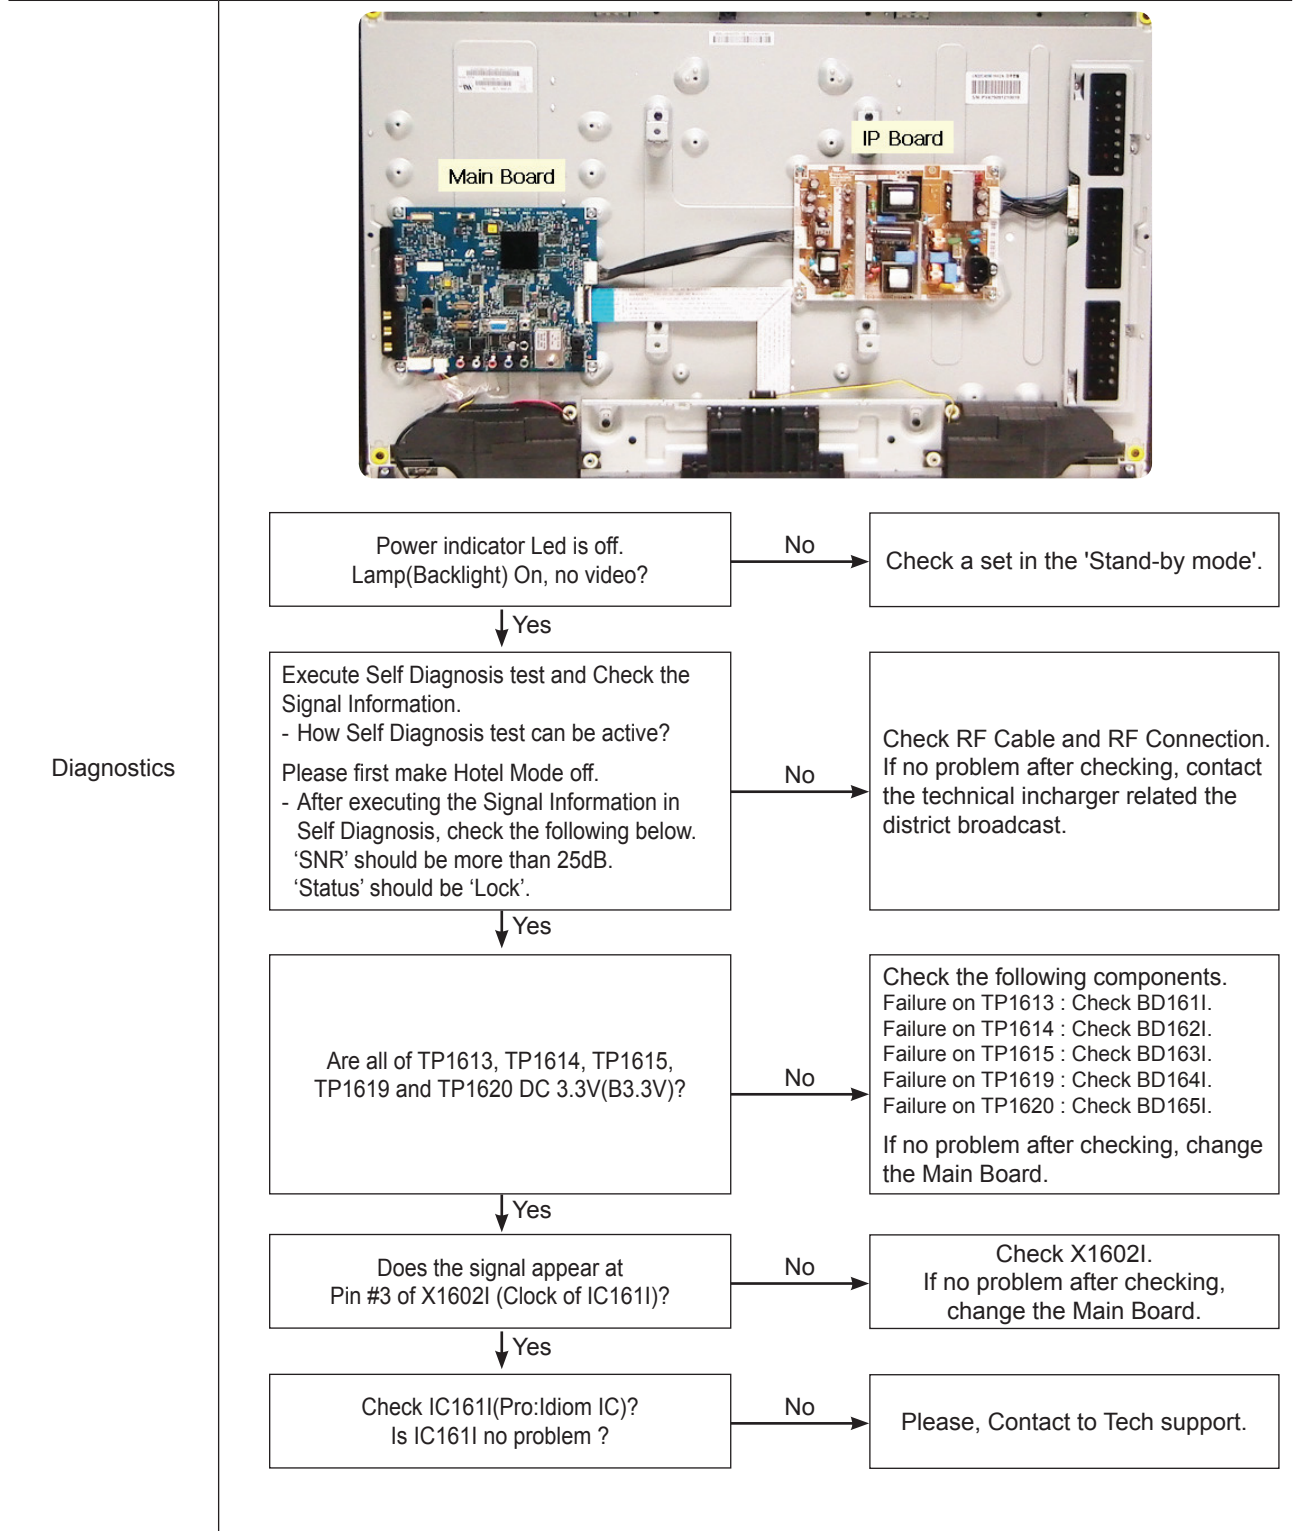 IP Board
Main Board
Diagnostics
Power indicator Led is off.
Lamp(Backlight) On, no video?
No
Check a set in the 'Stand-by mode'.
Yes
Execute Self Diagnosis test and Check the
Signal Information.
- How Self Diagnosis test can be active?
Please first make Hotel Mode off.
- After executing the Signal Information in
Self Diagnosis, check the following below.
‘SNR’ should be more than 25dB.
‘Status’ should be ‘Lock’.
No
Check RF Cable and RF Connection.
If no problem after checking, contact
the technical incharger related the
district broadcast.
Yes
Are all of TP1613, TP1614, TP1615,
TP1619 and TP1620 DC 3.3V(B3.3V)?
No
Check the following components.
Failure on TP1613 : Check BD161I.
Failure on TP1614 : Check BD162I.
Failure on TP1615 : Check BD163I.
Failure on TP1619 : Check BD164I.
Failure on TP1620 : Check BD165I.
If no problem after checking, change
the Main Board.
Yes
Does the signal appear at
Pin #3 of X1602I (Clock of IC161I)?
No
Check X1602I.
If no problem after checking,
change the Main Board.
Yes
Check IC161I(Pro:Idiom IC)?
Is IC161I no problem ?
No
Please, Contact to Tech support.